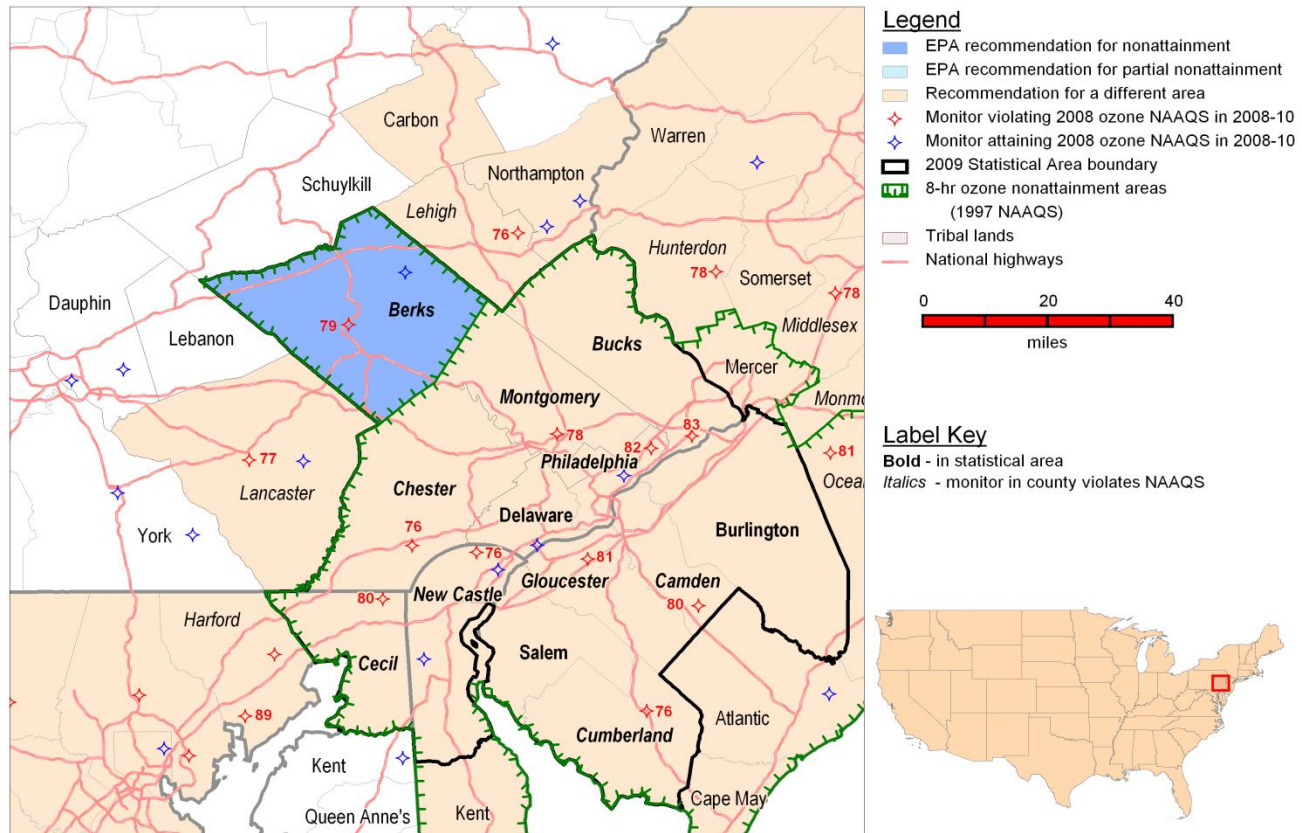 Carbon
Warren
Schuylkill
Northampton
Lehigh
76
Hunterdon
78
Somerset
78
Dauphin
Berks
79
Lebanon
Middlesex
Bucks
Mercer
Montgomery
Monmo
83
78
82
81
77
Philadelphia
Ocean
Lancaster
Chester
Delaware
Burlington
York
76
76
81
Gloucester
Camden
New Castle
80
80
Harford
Salem
Cecil
89
76
Atlantic
Cumberland
Kent
Cape May
Queen Anne's
Kent
Legend
EPA recommendation for nonattainment
EPA recommendation for partial nonattainment
Recommendation for a different area
Monitor violating 2008 ozone NAAQS in 2008-10
Monitor attaining 2008 ozone NAAQS in 2008-10
2009 Statistical Area boundary
8-hr ozone nonattainment areas
(1997 NAAQS)
Tribal lands
National highways
0 20 40
miles
Label Key
Bold - in statistical area
Italics - monitor in county violates NAAQS